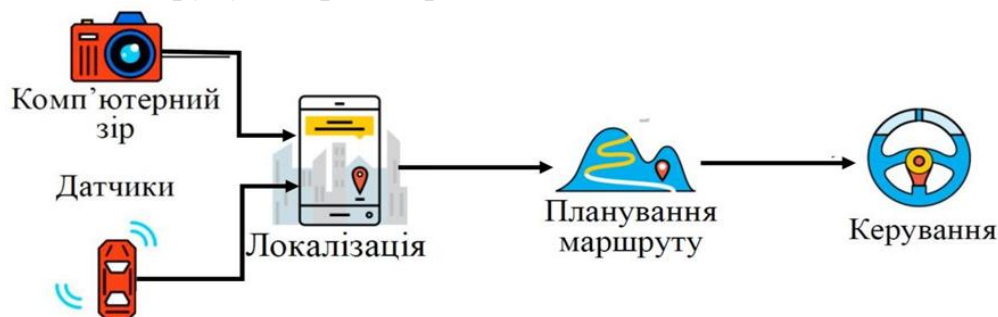 Комп’ютерний
зір
Датчики
Локалізація
Планування
маршруту
Керування